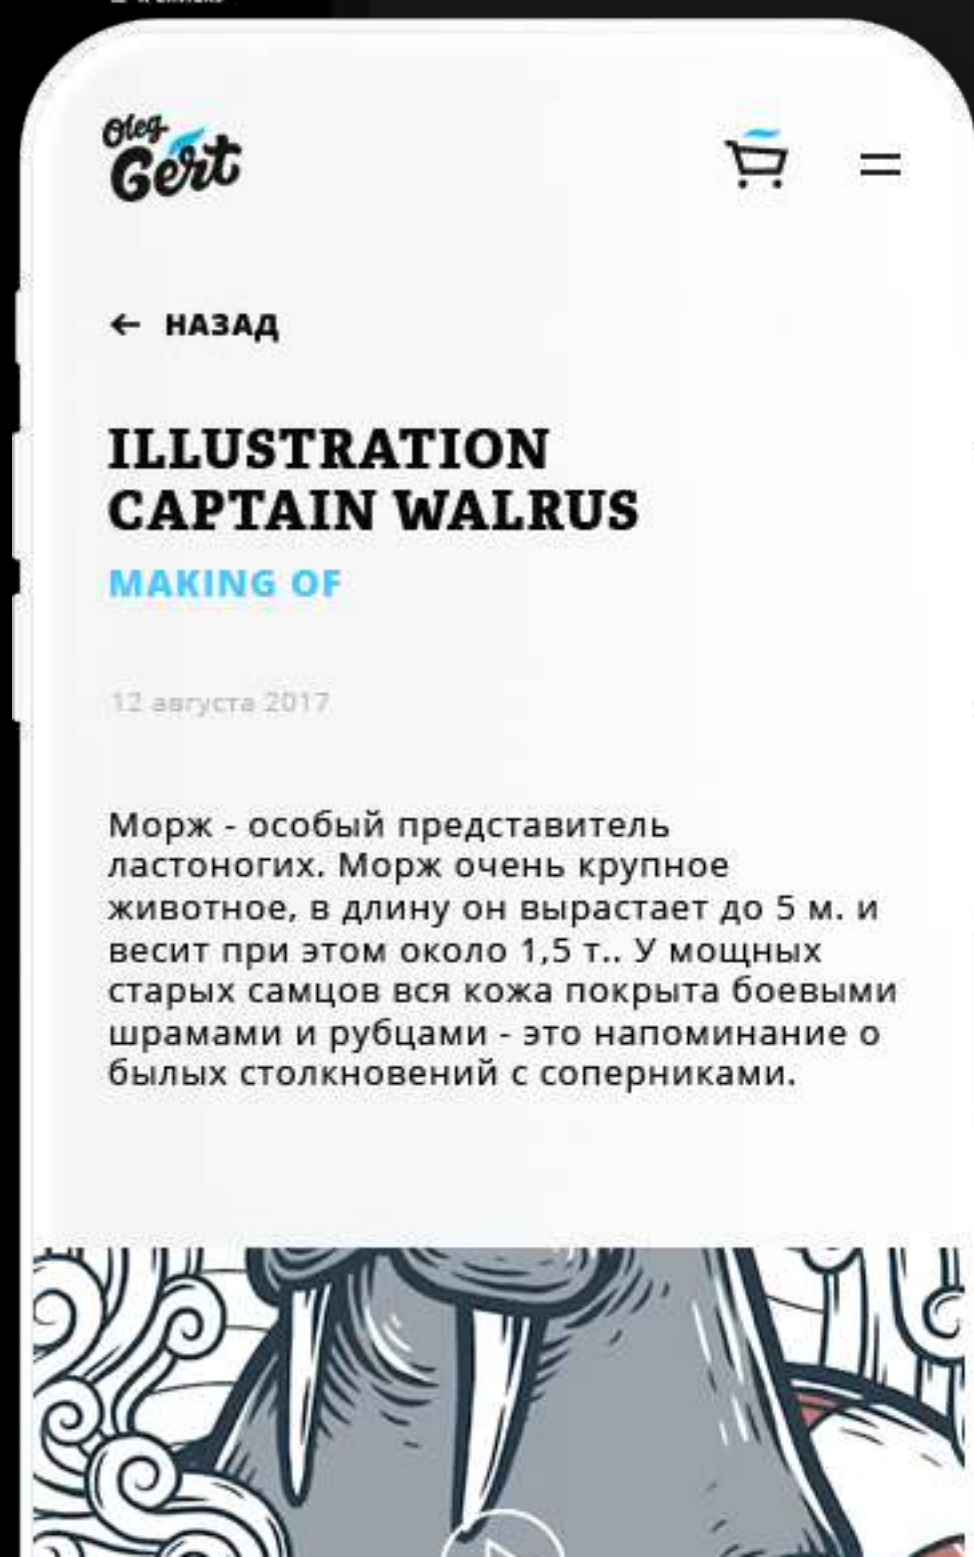 Oleg
Gert
← НАЗАД
ILLUSTRATION
CAPTAIN WALRUS
MAKING OF
12 августа 2017
Морж - особый представитель
ластоногих. Морж очень крупное
животное, в длину он вырастает до 5 м. и
весит при этом около 1,5 т.. У мощных
старых самцов вся кожа покрыта боевыми
шрамами и рубцами - это напоминание о
былых столкновений с соперниками.